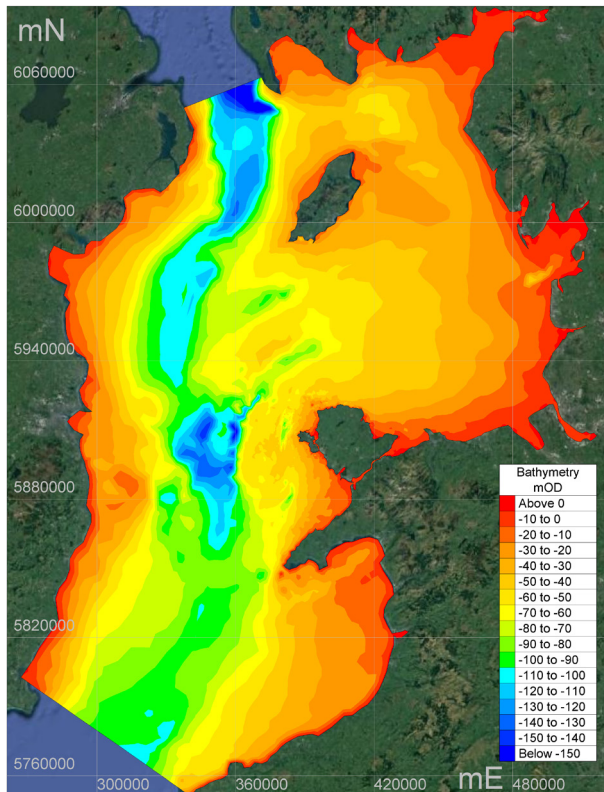 mN
6060000
6000000
5940000
5880000
5820000
5760000
300000
360000
420000
mE
480000
Bathymetry
mOD
Above 0
-10 to 0
-20 to -10
-30 to -20
-40 to -30
-50 to -40
-60 to -50
-70 to -60
-80 to -70
-90 to -80
-100 to -90
-110 to -100
-120 to -110
-130 to -120
-140 to -130
-150 to -140
Below -150